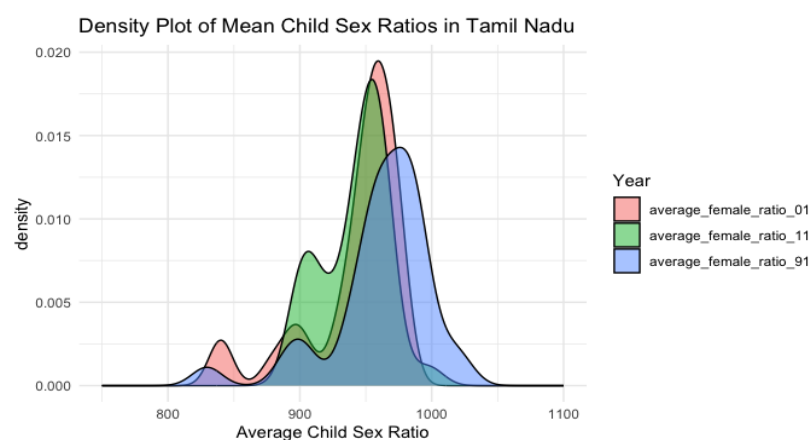 Density Plot of Mean Child Sex Ratios in Tamil Nadu
0.020
0.015
0.010
0.005
0.000
density
800 900 1000 1100
Average Child Sex Ratio
Year
average_female_ratio_01
average_female_ratio_11
average_female_ratio_91